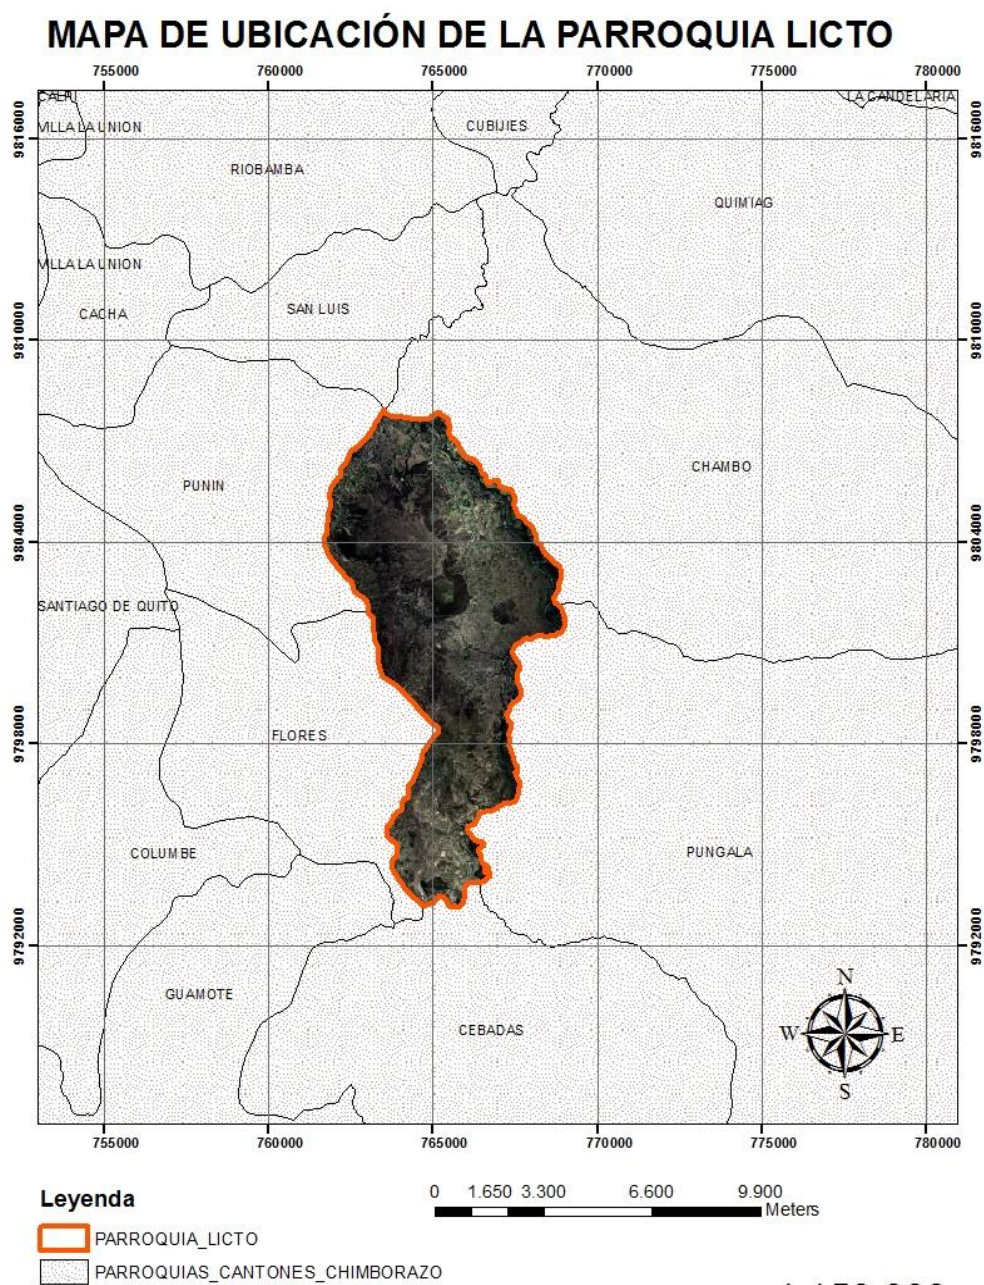 MAPA DE UBICACIÓN DE LA PARROQUIA LICTO
755000 760000 765000 770000 775000 780000
CALPI
LA CANDELARIA
VILLA LA UNION
CUBIJIES
9816000 9816000
RIOBAMBA
QUIMIAG
VILLA LA UNION
CACHA
SAN LUIS
9810000 9810000
CHAMBO
PUNIN
9804000 9804000
SANTIAGO DE QUITO
FLORES
9798000 9798000
COLUMBE
PUNGALA
9792000 9792000
GUAMOTE
CEBADAS
N
W E
S
755000 760000 765000 770000 775000 780000
Leyenda
0 1.650 3.300 6.600 9.900
Meters
PARROQUIA_LICTO
PARROQUIAS_CANTONES_CHIMBORAZO